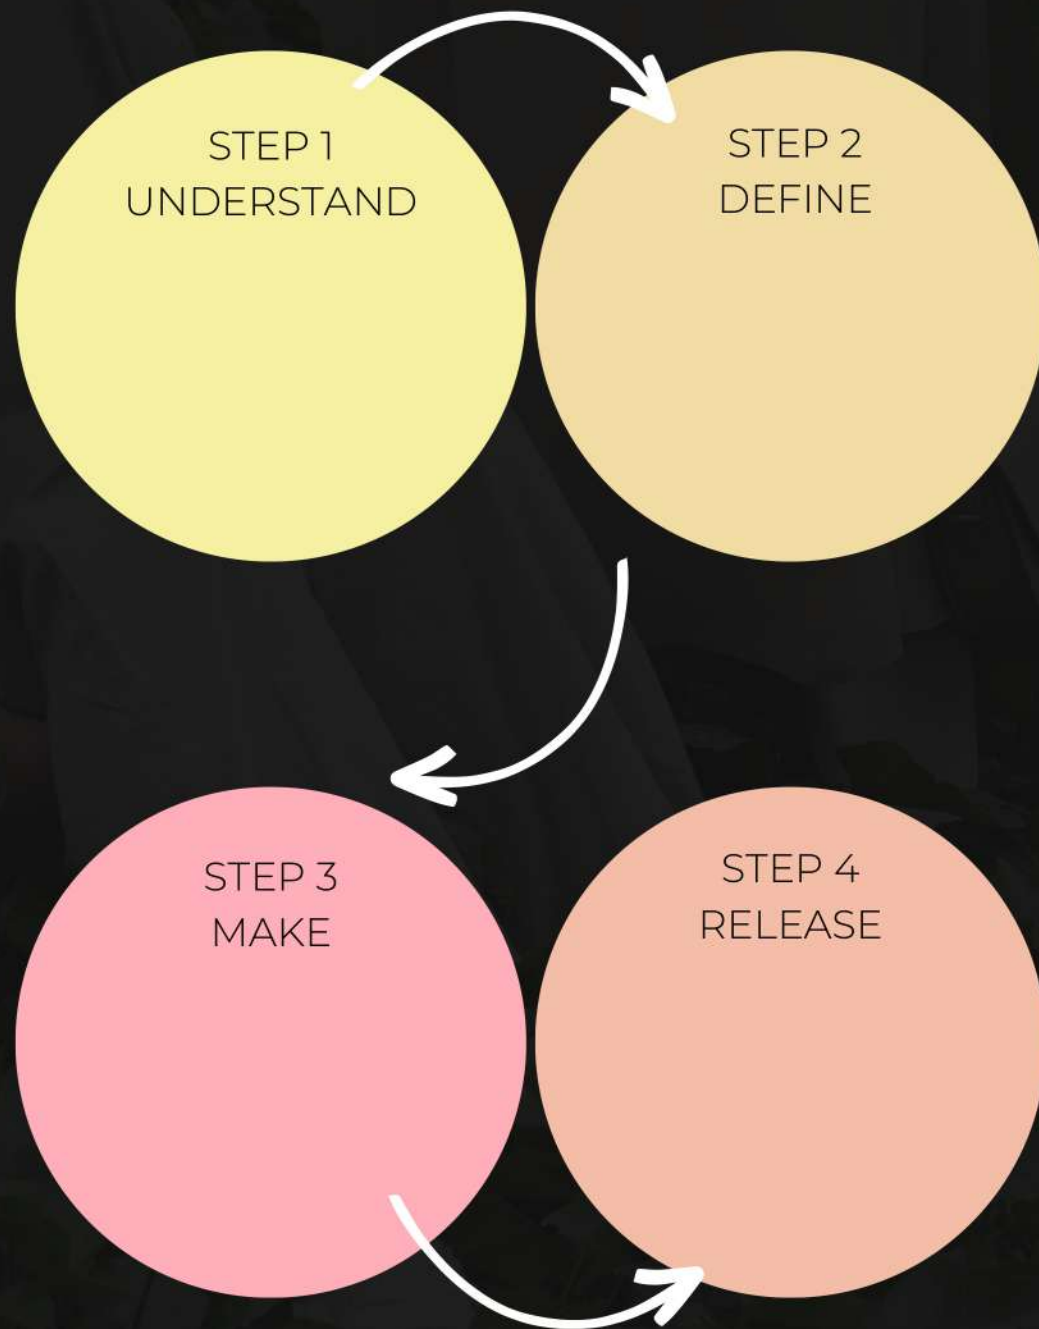 STEP 1
UNDERSTAND
STEP 2
DEFINE
STEP 3
MAKE
STEP 4
RELEASE